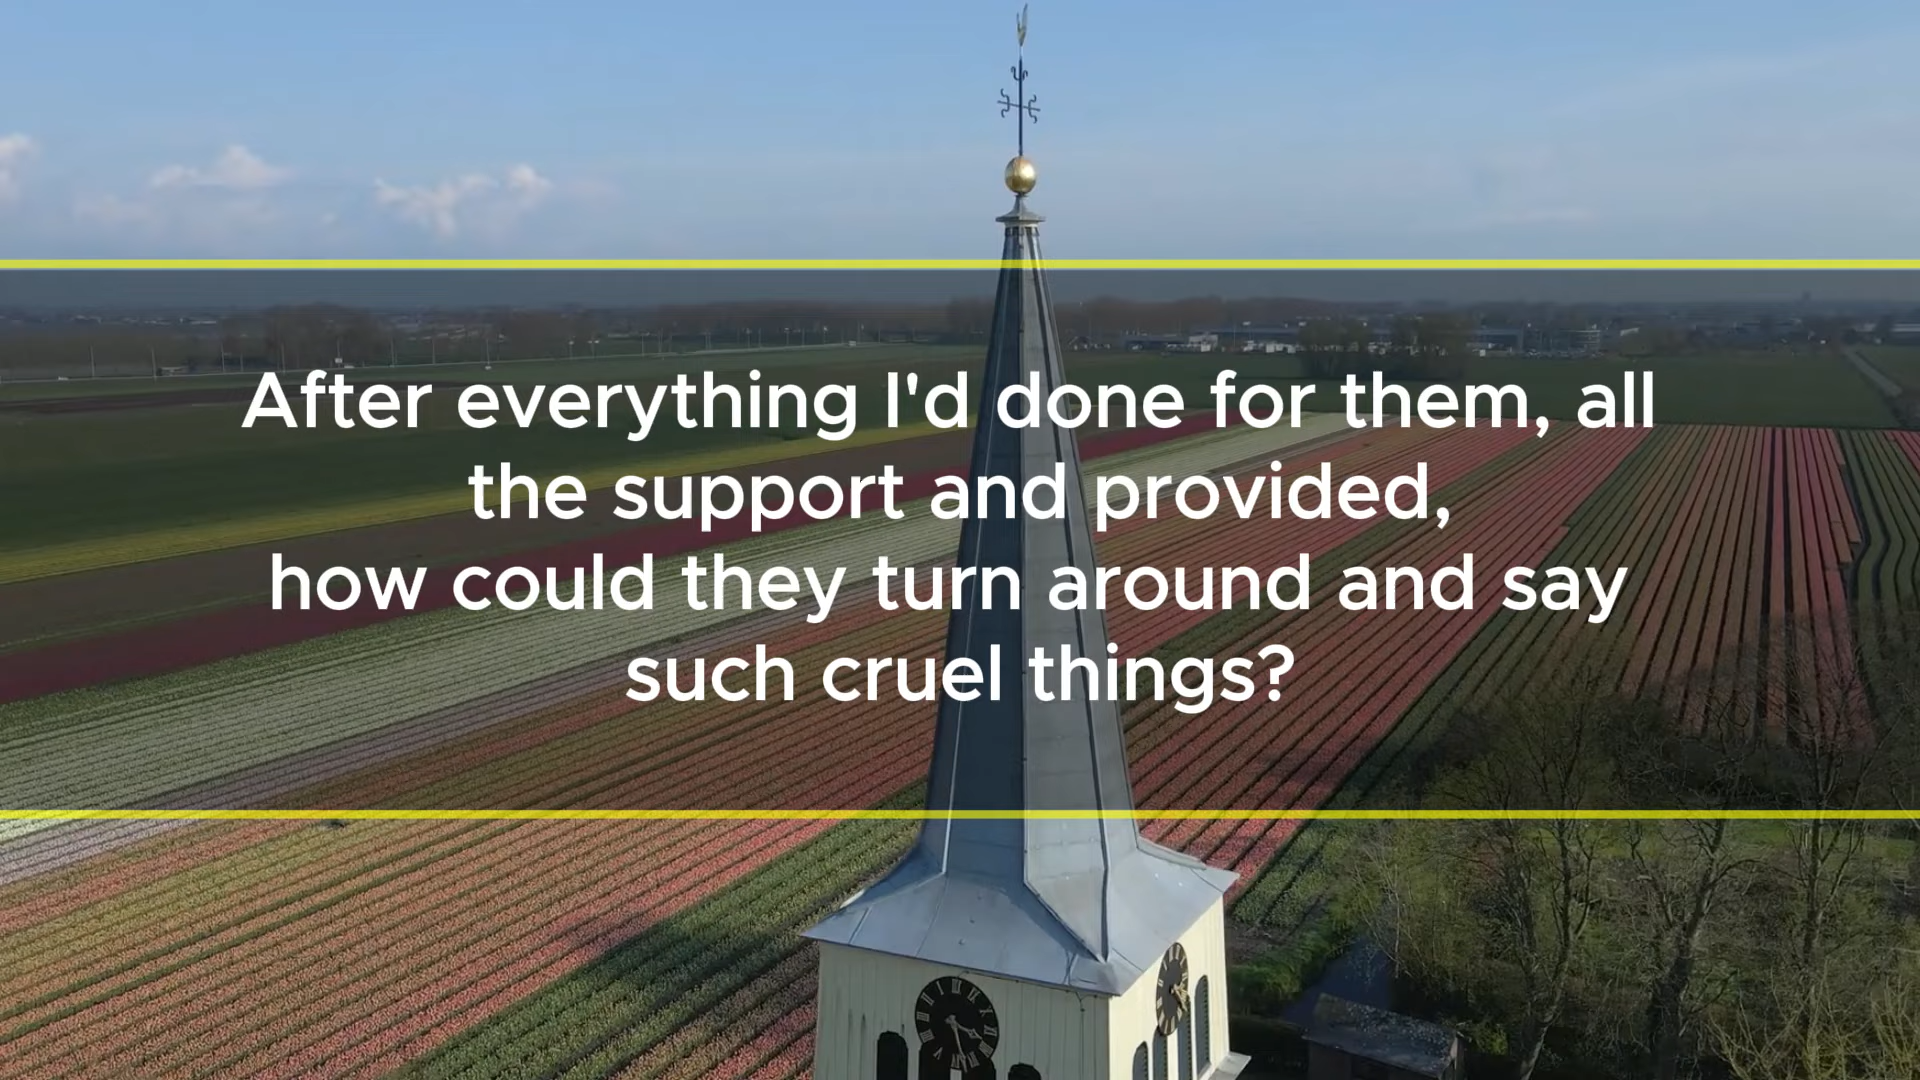 After everything I'd done for them, all
the support and provided,
how could they turn around and say
such cruel things?